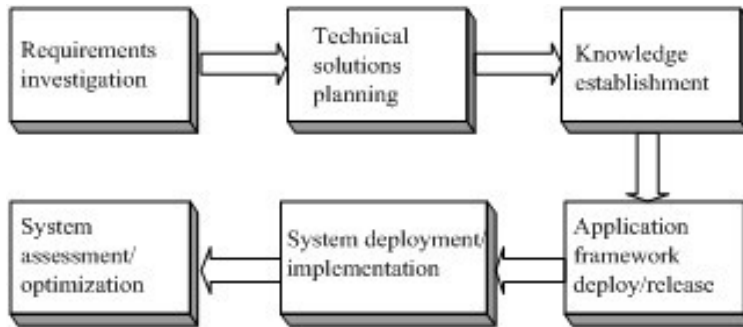 Requirements
investigation
Technical
solutions
planning
Knowledge
establishment
Application
framework
deploy/release
System deployment/
implementation
System
assessment/
optimization